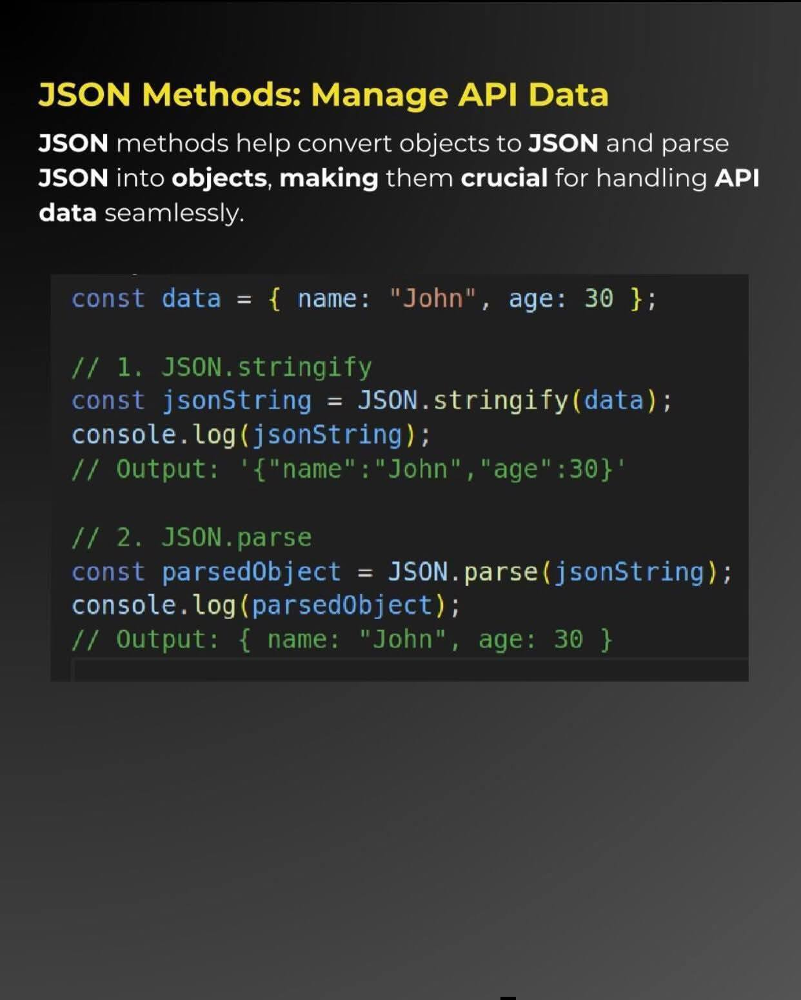 JSON Methods: Manage API Data
JSON methods help convert objects to JSON and parse
JSON into objects, making them crucial for handling API
data seamlessly.
const data = { name: "John", age: 30 };
// 1. JSON.stringify
const jsonString = JSON.stringify(data);
console.log(jsonString);
// Output: '{"name":"John","age":30}'
// 2. JSON.parse
const parsedObject = JSON.parse(jsonString);
console.log(parsedObject);
// Output: { name: "John", age: 30 }